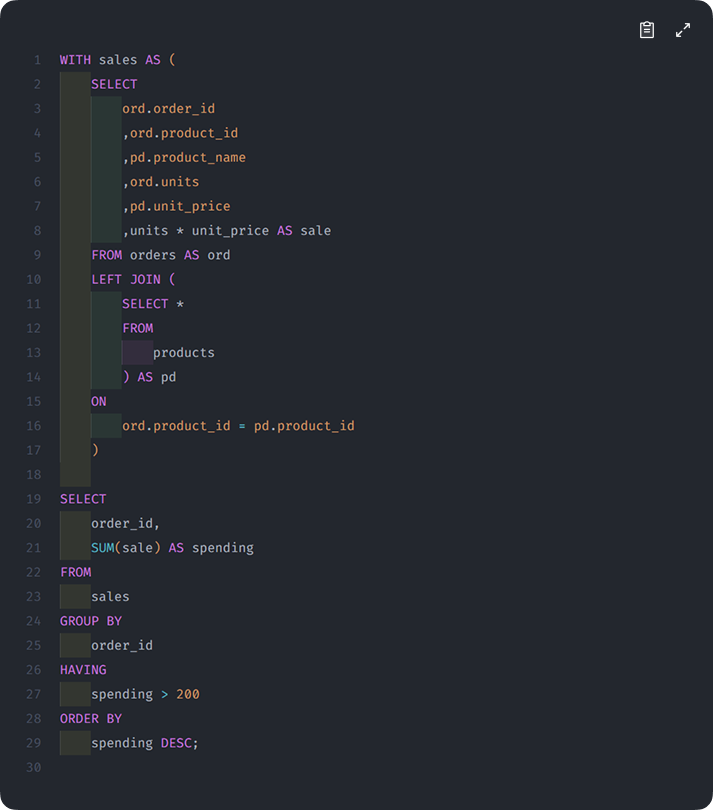 1 WITH sales AS (
2 SELECT
3 ord.order_id
4 ,ord.product_id
5 ,pd.product_name
6 ,ord.units
7 ,pd.unit_price
8 ,units * unit_price AS sale
9 FROM orders AS ord
10 LEFT JOIN (
11 SELECT *
12 FROM
13 products
14 ) AS pd
15 ON
16 ord.product_id = pd.product_id
17 )
18
19 SELECT
20 order_id,
21 SUM(sale) AS spending
22 FROM
23 sales
24 GROUP BY
25 order_id
26 HAVING
27 spending > 200
28 ORDER BY
29 spending DESC;
30